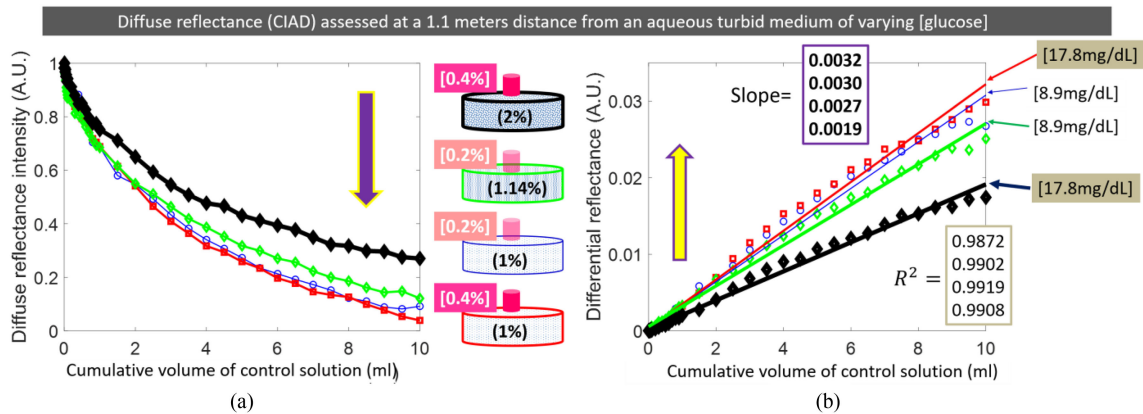 Diffuse reflectance (CIAD) assessed at a 1.1 meters distance from an aqueous turbid medium of varying [glucose]
Diffuse reflectance intensity (A.U.)
1
0.8
0.6
0.4
0.2
0
0
2
4
6
8
10
Cumulative volume of control solution (ml)
(a)
[0.4%]
(2%)
[0.2%]
(1.14%)
[0.2%]
(1%)
[0.4%]
(1%)
Differential reflectance (A.U.)
0.03
0.02
0.01
0
0
2
4
6
8
10
Cumulative volume of control solution (ml)
(b)
Slope=
0.0032
0.0030
0.0027
0.0019
[17.8mg/dL]
[8.9mg/dL]
[8.9mg/dL]
[17.8mg/dL]
R² =
0.9872
0.9902
0.9919
0.9908